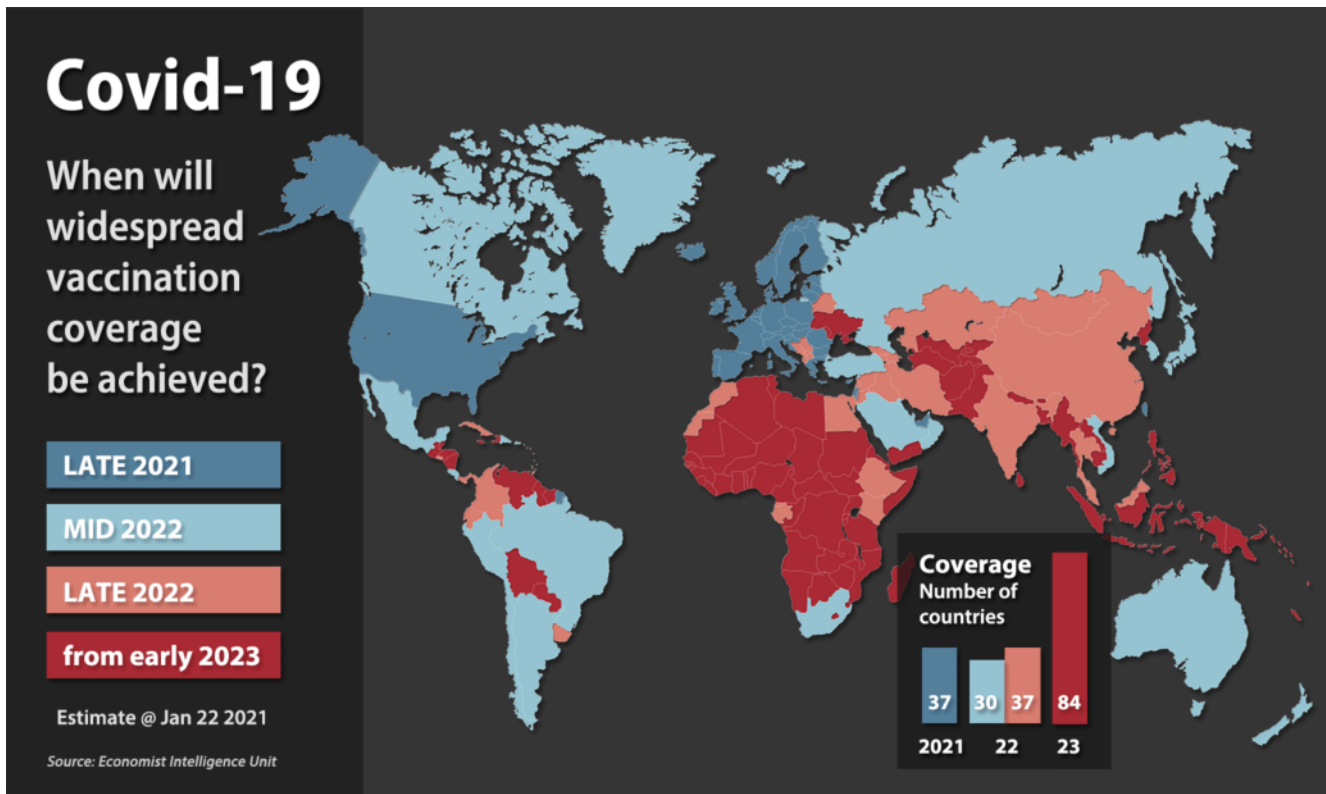 Covid-19
When will
widespread
vaccination
coverage
be achieved?
LATE 2021
MID 2022
LATE 2022
from early 2023
Estimate @ Jan 22 2021
Source: Economist Intelligence Unit
Coverage
Number of
countries
37 30 37 84
2021 22 23